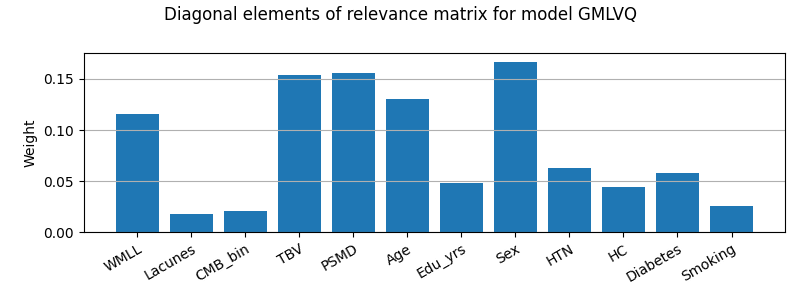 Diagonal elements of relevance matrix for model GMLVQ
0.15
0.10
0.05
0.00
Weight
WMLL
Lacunes
CMB_bin
TBV
PSMD
Age
Edu_yrs
Sex
HTN
HC
Diabetes
Smoking